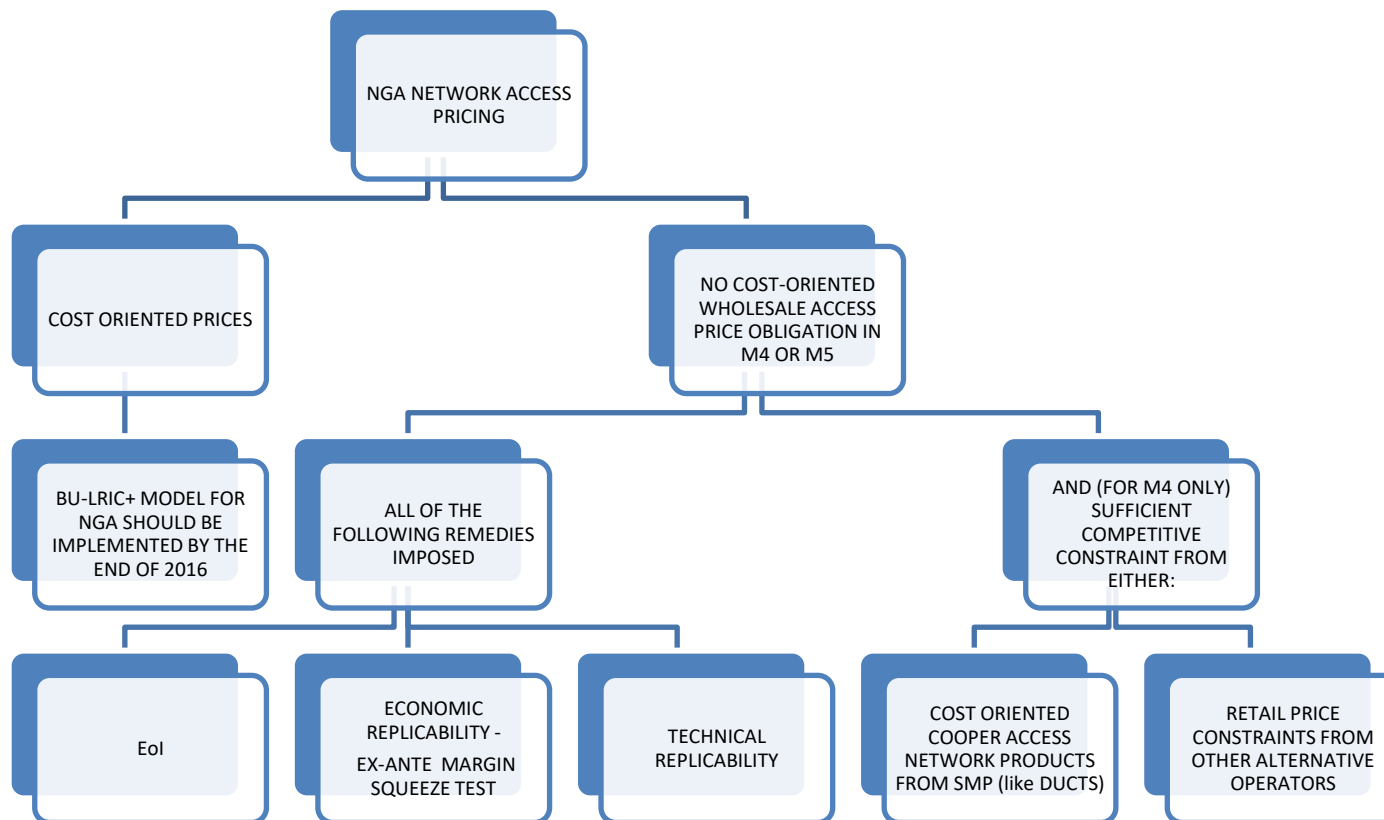 NGA NETWORK ACCESS
PRICING
COST ORIENTED PRICES
NO COST-ORIENTED
WHOLESALE ACCESS
PRICE OBLIGATION IN
M4 OR M5
BU-LRIC+ MODEL FOR
NGA SHOULD BE
IMPLEMENTED BY THE
END OF 2016
ALL OF THE
FOLLOWING REMEDIES
IMPOSED
AND (FOR M4 ONLY)
SUFFICIENT
COMPETITIVE
CONSTRAINT FROM
EITHER:
EoI
ECONOMIC
REPLICABILITY -
EX-ANTE MARGIN
SQUEEZE TEST
TECHNICAL
REPLICABILITY
COST ORIENTED
COOPER ACCESS
NETWORK PRODUCTS
FROM SMP (like DUCTS)
RETAIL PRICE
CONSTRAINTS FROM
OTHER ALTERNATIVE
OPERATORS